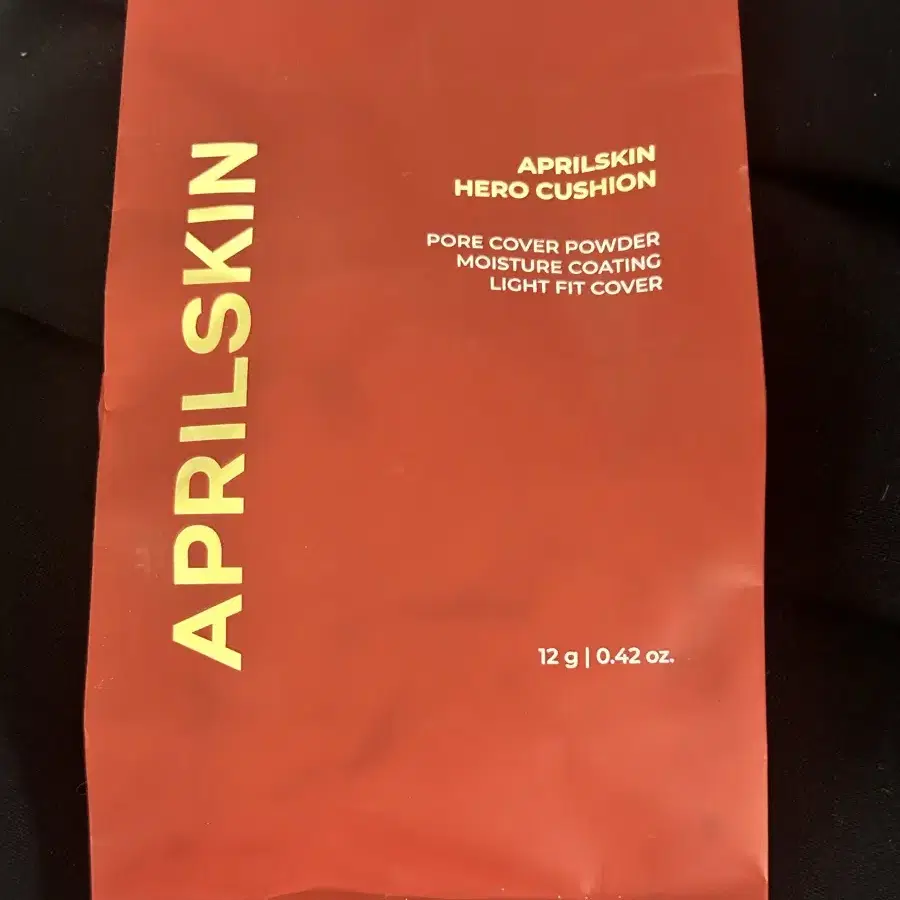 APRILSKIN
APRILSKIN
HERO CUSHION
PORE COVER POWDER
MOISTURE COATING
LIGHT FIT COVER
12 g | 0.42 oz.